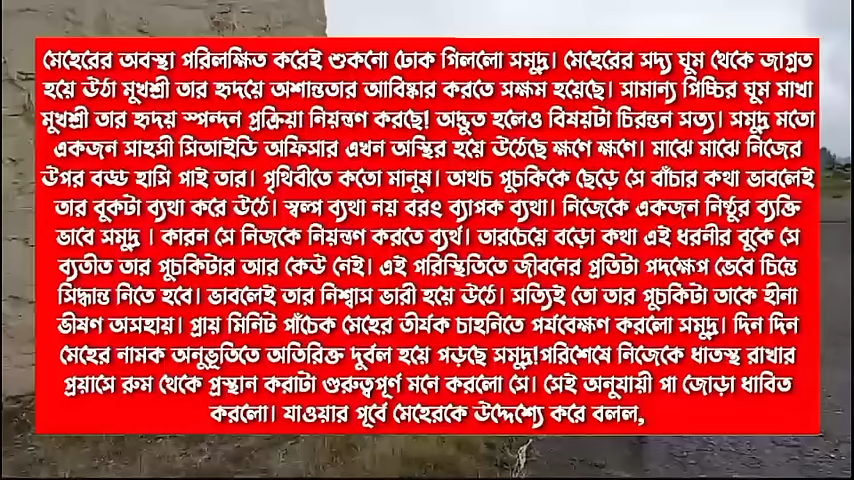 মেহেরের অবস্থা পরিলক্ষিত করেই শুকনো ঢোক গিললো সমুদ্র। মেহেরের সদ্য ঘুম থেকে জাগ্রত
হয়ে উঠা মুখশ্রী তার হৃদয়ে অশান্ততার আবিষ্কার করতে সক্ষম হয়েছে। সামান্য পিচ্চির ঘুম মাখা
মুখশ্রী তার হৃদয় স্পন্দন প্রক্রিয়া নিয়ন্ত্রণ করছে! অদ্ভুত হলেও বিষয়টা চিরন্তন সত্য। সমুদ্র মতো
একজন সাহসী সিআইডি অফিসার এখন অস্থির হয়ে উঠেছে ক্ষণে ক্ষণে। মাঝে মাঝে নিজের
উপর বড্ড হাসি পাই তার। পৃথিবীতে কতো মানুষ। অথচ পুচকিকে ছেড়ে সে বাঁচার কথা ভাবলেই
তার বুকটা ব্যথা করে উঠে। স্বল্প ব্যথা নয় বরং ব্যাপক ব্যথা। নিজেকে একজন নিষ্ঠুর ব্যক্তি
ভাবে সমুদ্র । কারন সে নিজকে নিয়ন্ত্রণ করতে ব্যর্থ। তারচেয়ে বড়ো কথা এই ধরনীর বুকে সে
ব্যতীত তার পুচকিটার আর কেউ নেই। এই পরিস্থিতিতে জীবনের প্রতিটা পদক্ষেপ ভেবে চিন্তে
সিদ্ধান্ত নিতে হবে। ভাবলেই তার নিশ্বাস ভারী হয়ে উঠে। সত্যিই তো তার পুচকিটা তাকে হীনা
ভীষণ অসহায়। প্রায় মিনিট পাঁচেক মেহের তীর্যক চাহনিতে পর্যবেক্ষণ করলো সমুদ্র। দিন দিন
মেহের নামক অনুভূতিতে অতিরিক্ত দুর্বল হয়ে পড়ছে সমুদ্র!পরিশেষে নিজেকে ধাতস্থ রাখার
প্রয়াসে রুম থেকে প্রস্থান করাটা গুরুত্বপূর্ণ মনে করলো সে। সেই অনুযায়ী পা জোড়া ধাবিত
করলো। যাওয়ার পূর্বে মেহেরকে উদ্দেশ্যে করে বলল,